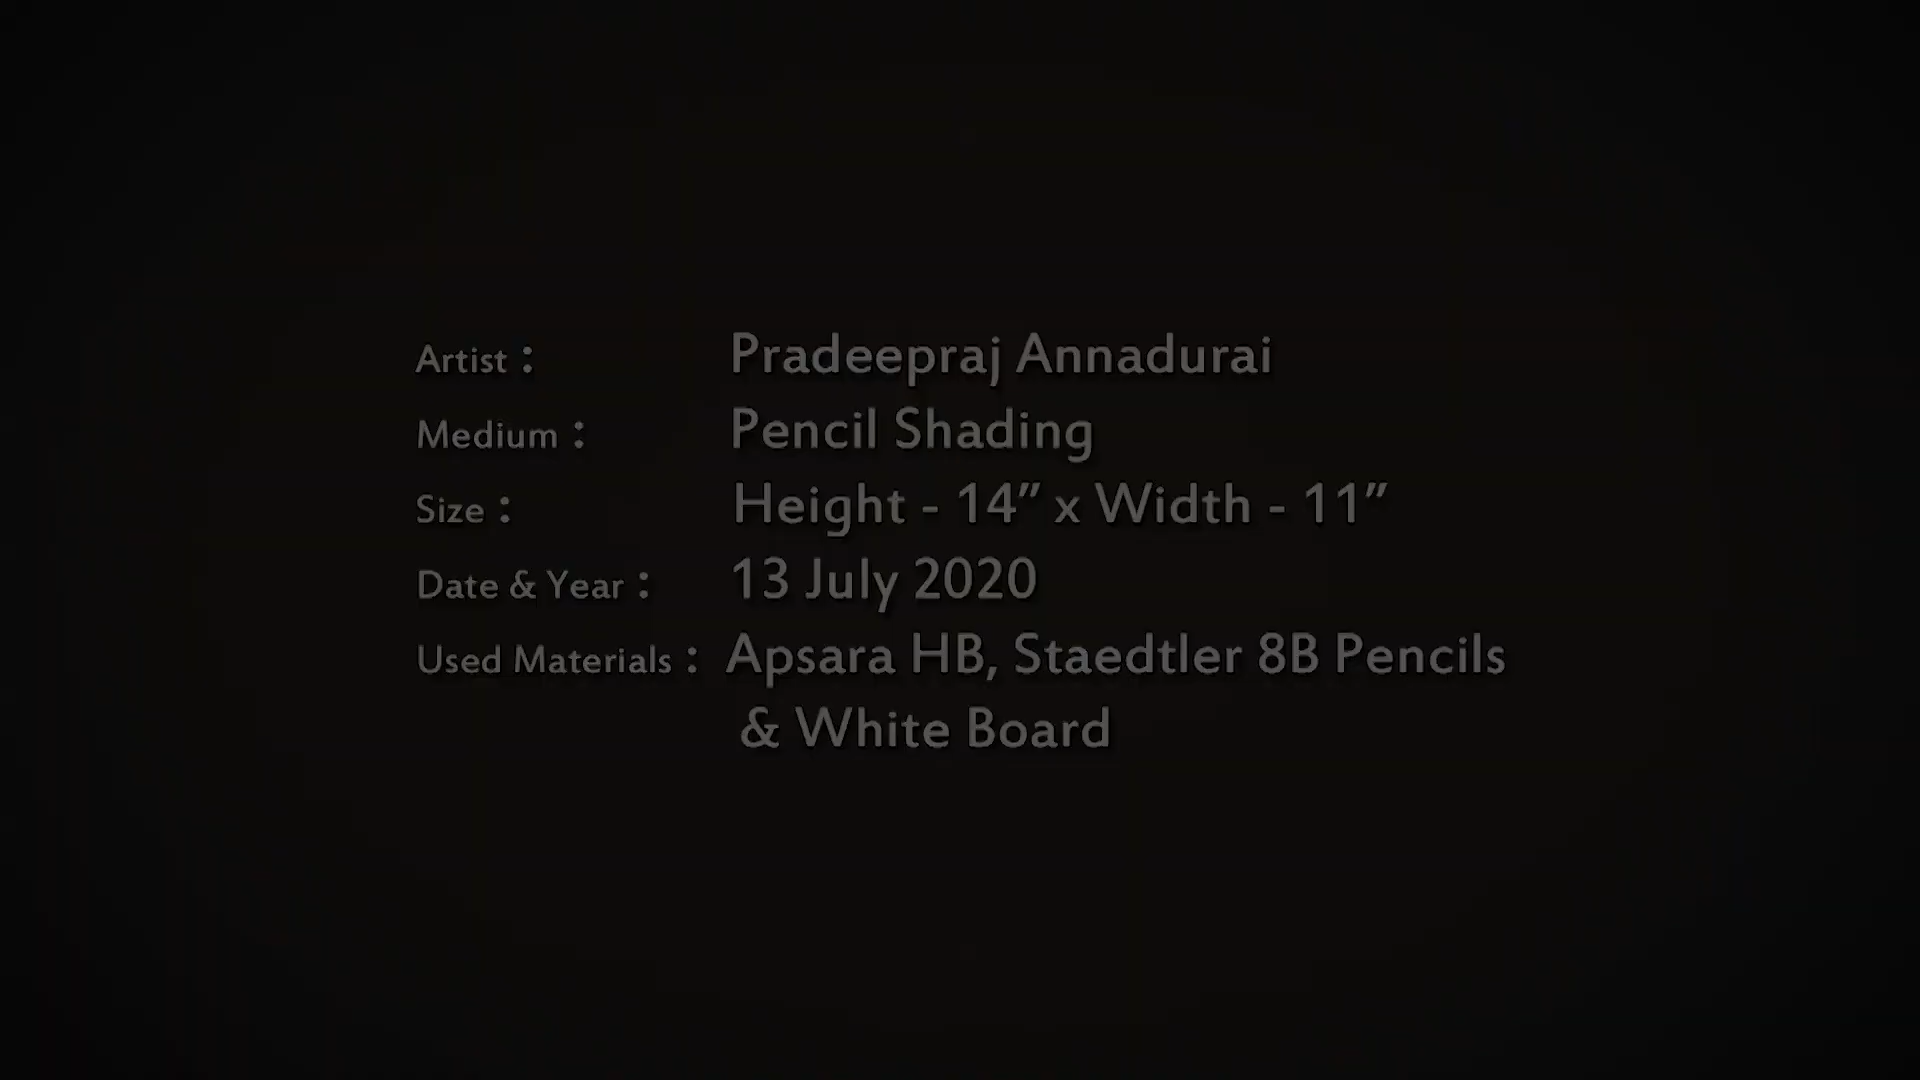 Artist : Pradeepraj Annadurai
Medium : Pencil Shading
Size : Height - 14” x Width - 11”
Date & Year : 13 July 2020
Used Materials : Apsara HB, Staedtler 8B Pencils
& White Board